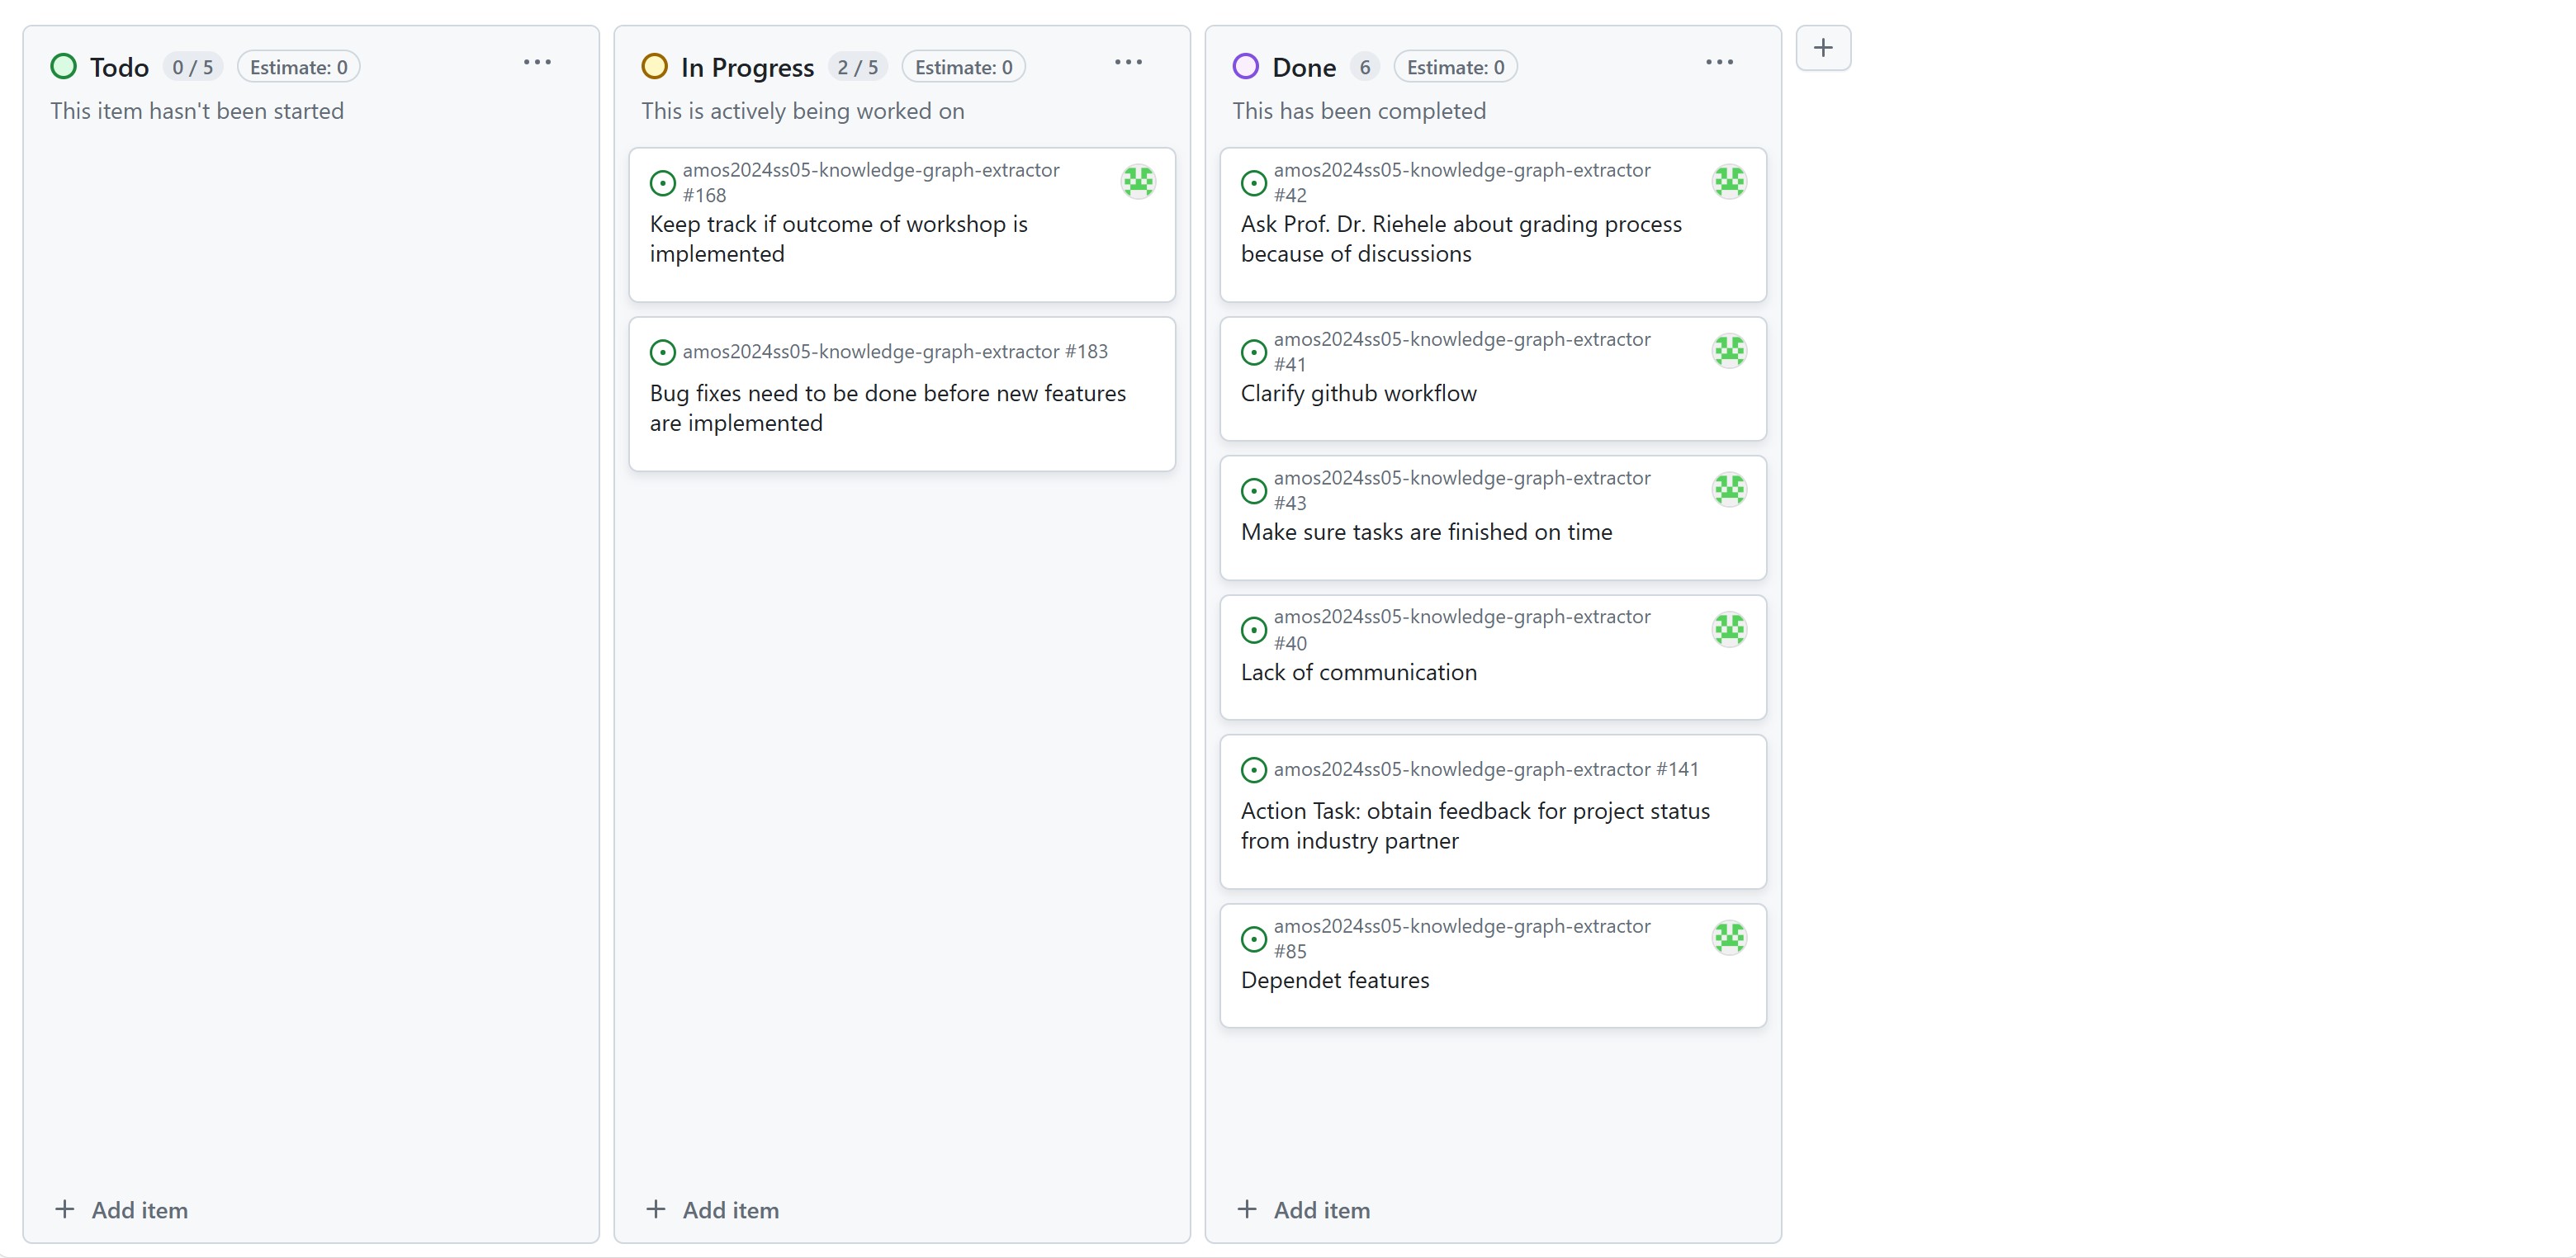 Todo 0 / 5 Estimate: 0
This item hasn't been started
Add item
In Progress 2 / 5 Estimate: 0
This is actively being worked on
amos2024ss05-knowledge-graph-extractor
#168
Keep track if outcome of workshop is
implemented
amos2024ss05-knowledge-graph-extractor #183
Bug fixes need to be done before new features
are implemented
Add item
Done 6 Estimate: 0
This has been completed
amos2024ss05-knowledge-graph-extractor
#42
Ask Prof. Dr. Riehele about grading process
because of discussions
amos2024ss05-knowledge-graph-extractor
#41
Clarify github workflow
amos2024ss05-knowledge-graph-extractor
#43
Make sure tasks are finished on time
amos2024ss05-knowledge-graph-extractor
#40
Lack of communication
amos2024ss05-knowledge-graph-extractor #141
Action Task: obtain feedback for project status
from industry partner
amos2024ss05-knowledge-graph-extractor
#85
Dependet features
Add item